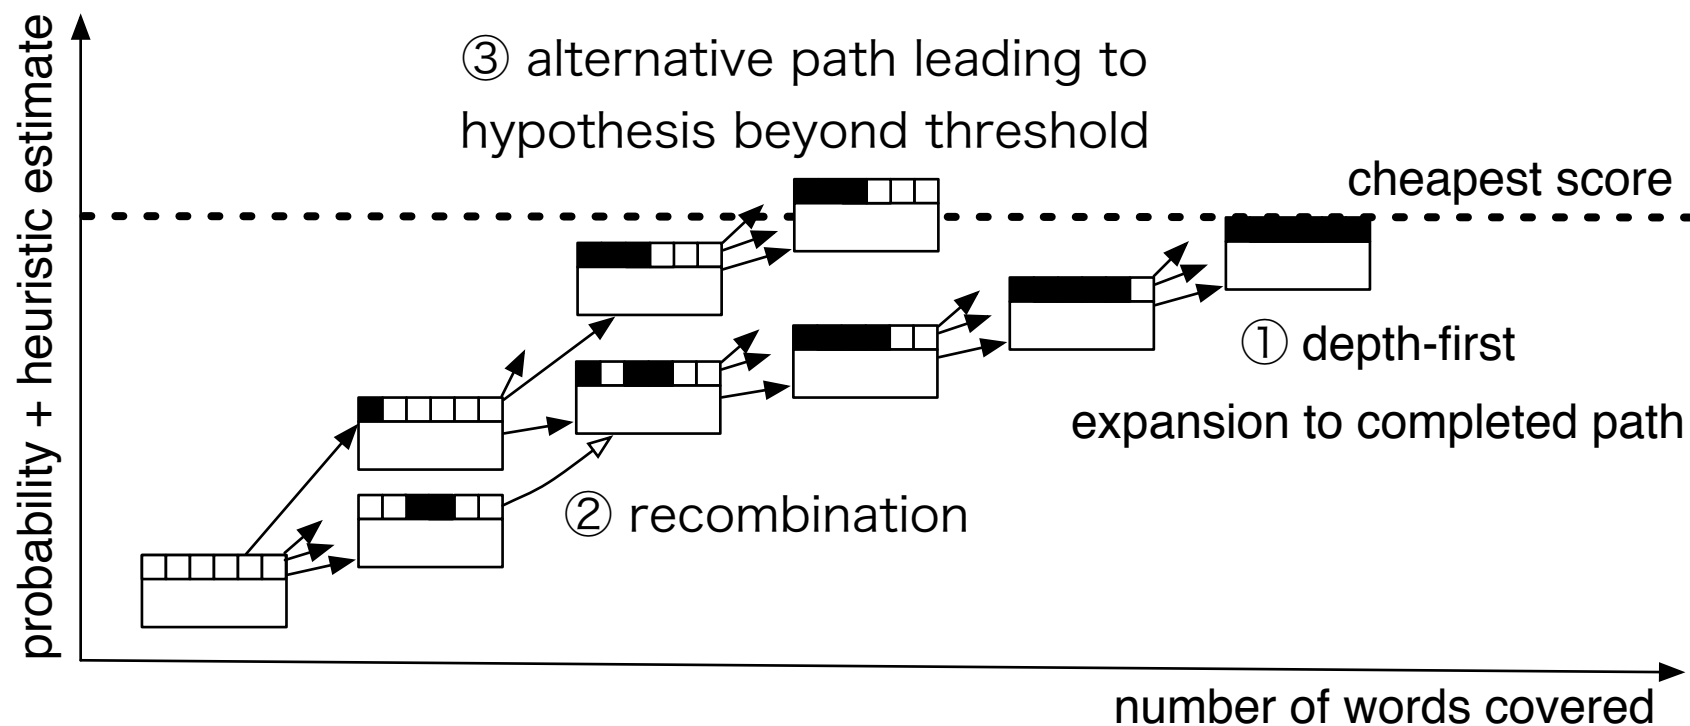 probability + heuristic estimate
③ alternative path leading to
hypothesis beyond threshold
cheapest score
① depth-first
expansion to completed path
② recombination
number of words covered